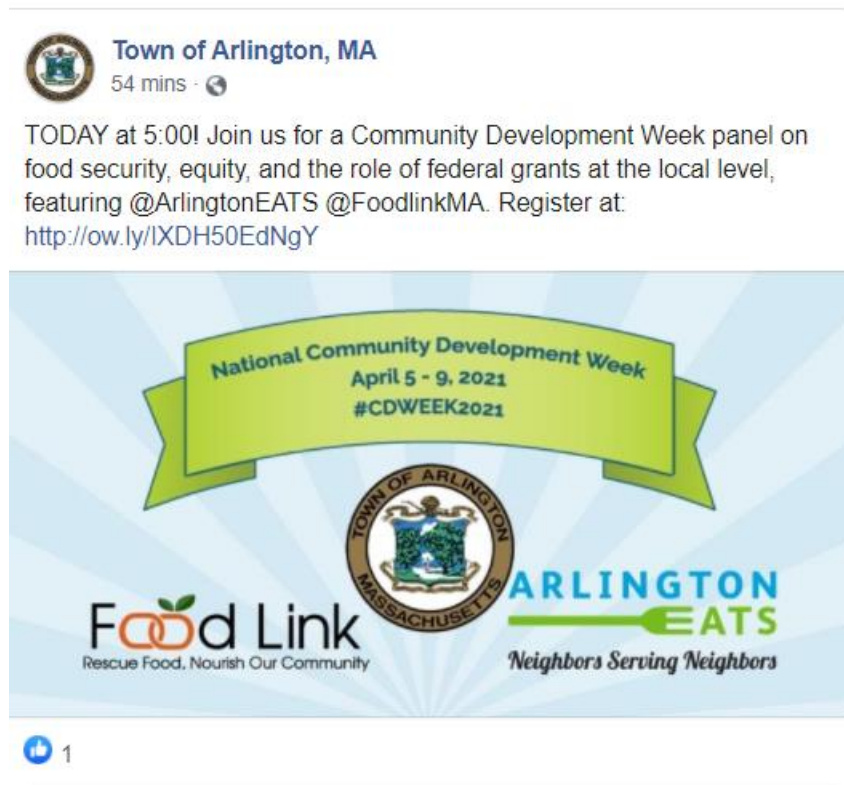 Town of Arlington, MA
54 mins ·
TODAY at 5:00! Join us for a Community Development Week panel on
food security, equity, and the role of federal grants at the local level,
featuring @ArlingtonEATS @FoodlinkMA. Register at:
http://ow.ly/IXDH50EdNgY
National Community Development Week
April 5 - 9, 2021
#CDWEEK2021
TOWN OF ARLINGTON
MASSACHUSETTS
Food Link
Rescue Food, Nourish Our Community
ARLINGTON
EATS
Neighbors Serving Neighbors
1